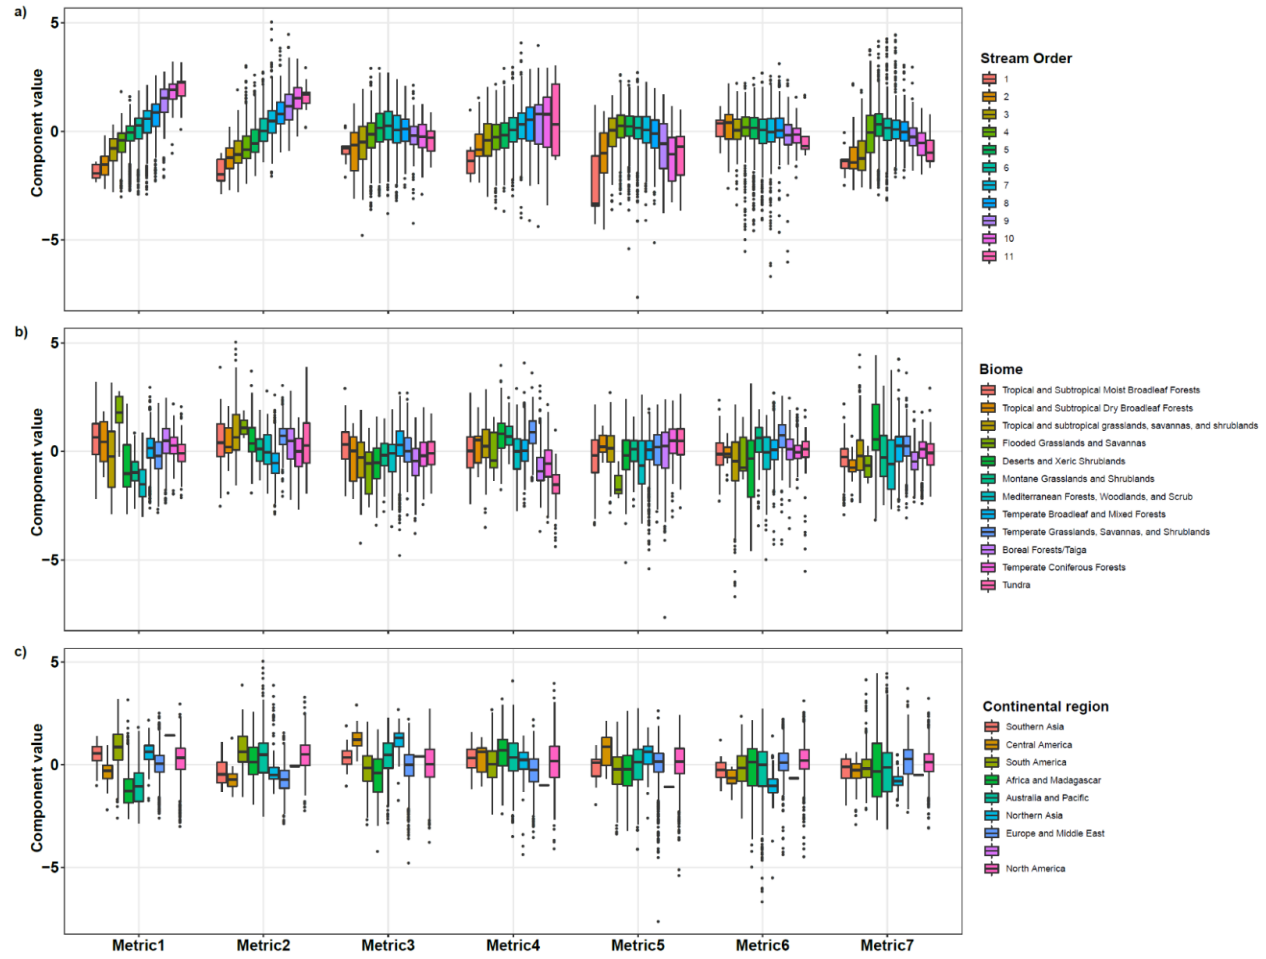 a)
Component value
5
0
−5
Stream Order
1
2
3
4
5
6
7
8
9
10
11
b)
Component value
5
0
−5
Biome
Tropical and Subtropical Moist Broadleaf Forests
Tropical and Subtropical Dry Broadleaf Forests
Tropical and subtropical grasslands, savannas, and shrublands
Flooded Grasslands and Savannas
Deserts and Xeric Shrublands
Montane Grasslands and Shrublands
Mediterranean Forests, Woodlands, and Scrub
Temperate Broadleaf and Mixed Forests
Temperate Grasslands, Savannas, and Shrublands
Boreal Forests/Taiga
Temperate Coniferous Forests
Tundra
c)
Component value
5
0
−5
Continental region
Southern Asia
Central America
South America
Africa and Madagascar
Australia and Pacific
Northern Asia
Europe and Middle East
North America
Metric1 Metric2 Metric3 Metric4 Metric5 Metric6 Metric7